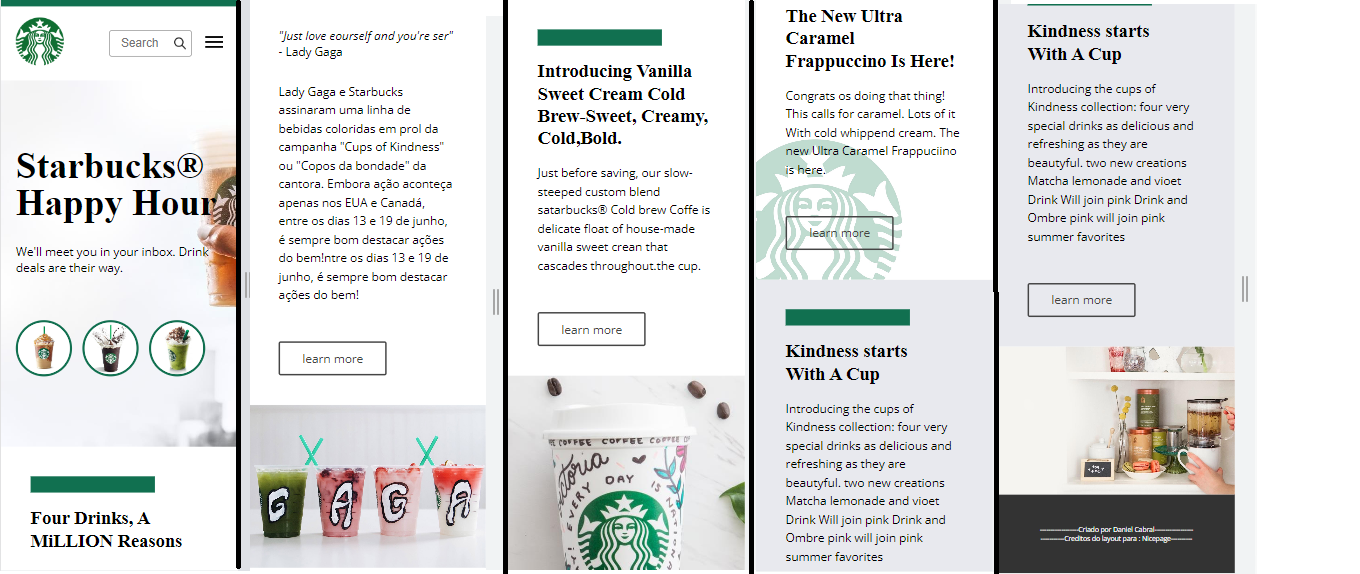 Search
Starbucks®
Happy Hour
We'll meet you in your inbox. Drink
deals are their way.
Four Drinks, A
MiLLION Reasons
"Just love eourself and you're ser"
- Lady Gaga
Lady Gaga e Starbucks
assinaram uma linha de
bebidas coloridas em prol da
campanha "Cups of Kindness"
ou "Copos da bondade" da
cantora. Embora ação aconteça
apenas nos EUA e Canadá,
entre os dias 13 e 19 de junho,
é sempre bom destacar ações
do bem!ntre os dias 13 e 19 de
junho, é sempre bom destacar
ações do bem!
learn more
G A G A
Introducing Vanilla
Sweet Cream Cold
Brew-Sweet, Creamy,
Cold,Bold.
Just before saving, our slow-
steeped custom blend
satarbucks® Cold brew Coffe is
delicate float of house-made
vanilla sweet crean that
cascades throughout.the cup.
learn more
COFFEE COFFEE COFFEE CO
EVERY DAY IS A
The New Ultra
Caramel
Frappuccino Is Here!
Congrats os doing that thing!
This calls for caramel. Lots of it
With cold whippend cream. The
new Ultra Caramel Frappuciino
is here.
learn more
Kindness starts
With A Cup
Introducing the cups of
Kindness collection: four very
special drinks as delicious and
refreshing as they are
beautyful. two new creations
Matcha lemonade and vioet
Drink Will join pink Drink and
Ombre pink will join pink
summer favorites
Kindness starts
With A Cup
Introducing the cups of
Kindness collection: four very
special drinks as delicious and
refreshing as they are
beautyful. two new creations
Matcha lemonade and vioet
Drink Will join pink Drink and
Ombre pink will join pink
summer favorites
learn more
-----------------Criado por Daniel Cabral-----------------
----------Creditos do layout para : Nicepage---------